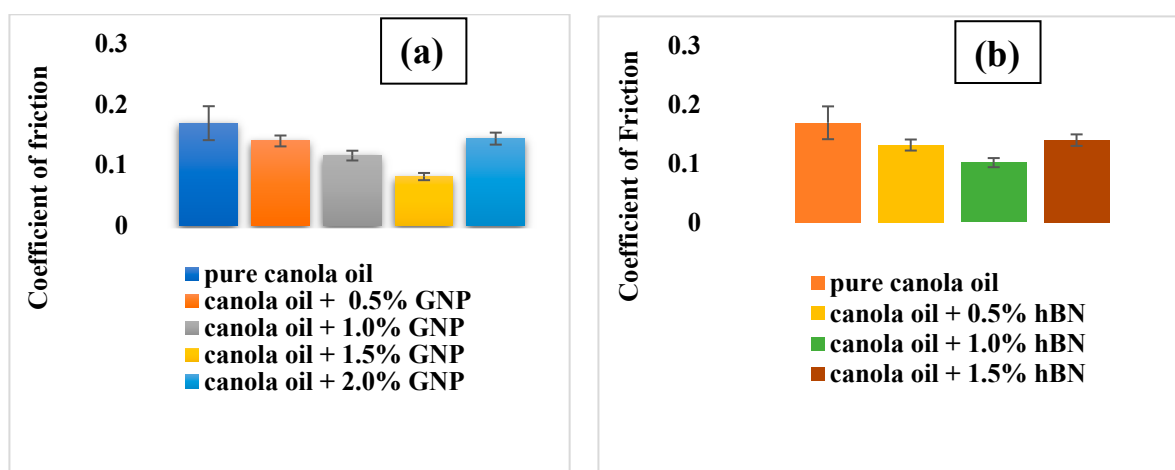 (a)
Coefficient of friction
0.3
0.2
0.1
0
pure canola oil
canola oil + 0.5% GNP
canola oil + 1.0% GNP
canola oil + 1.5% GNP
canola oil + 2.0% GNP
(b)
Coefficient of Friction
0.3
0.2
0.1
0
pure canola oil
canola oil + 0.5% hBN
canola oil + 1.0% hBN
canola oil + 1.5% hBN